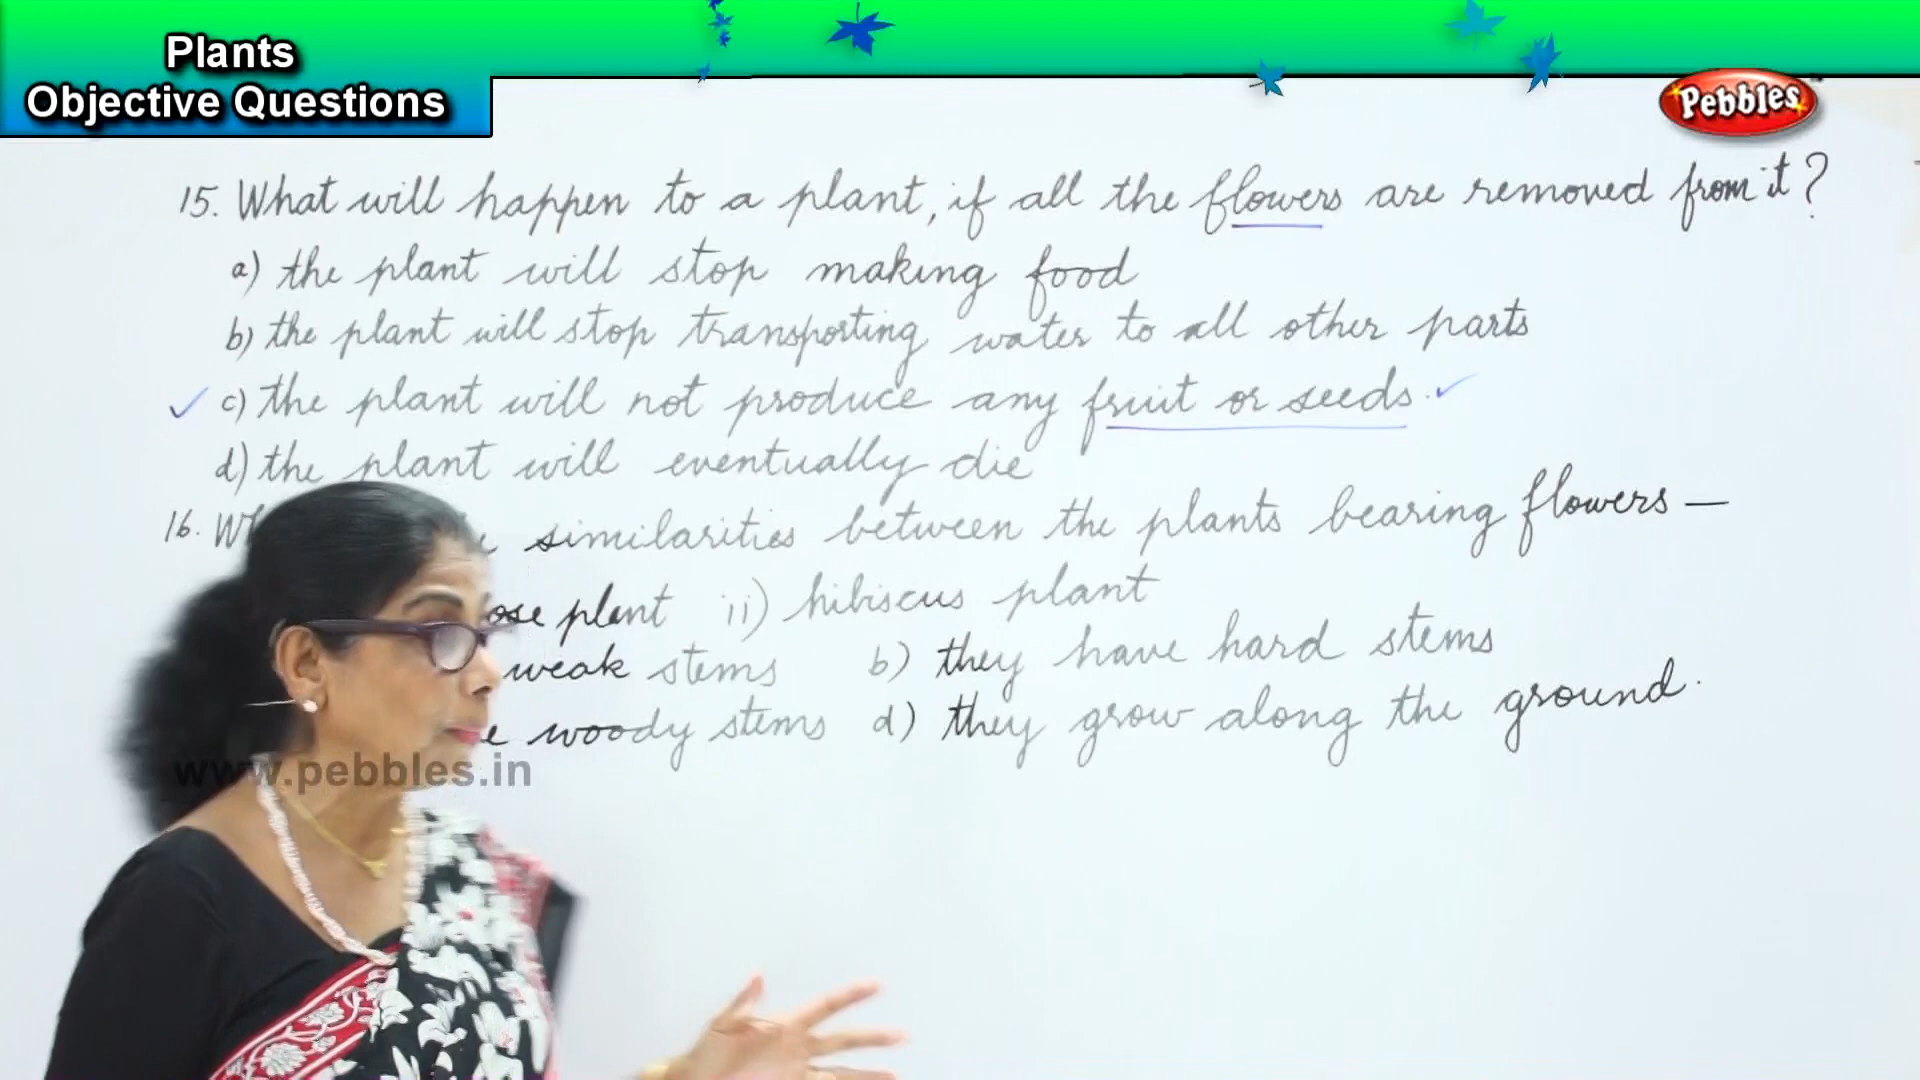 Plants
Objective Questions
Pebbles
15. What will happen to a plant, if all the flowers are removed from it?
a) the plant will stop making food
b) the plant will stop transporting water to all other parts
c) the plant will not produce any fruit or seeds.
d) the plant will eventually die
16. similarities between the plants bearing flowers —
plant ii) hibiscus plant
weak stems b) they have hard stems
woody stems d) they grow along the ground.
www.pebbles.in